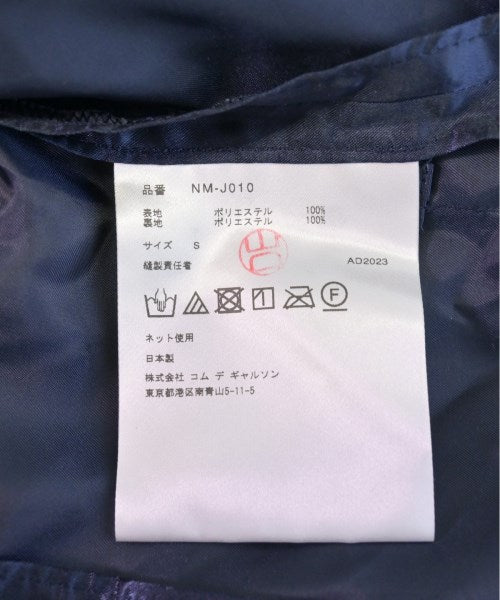 品番 NM-J010
表地 ポリエステル 100%
裏地 ポリエステル 100%
サイズ S
縫製責任者 AD2023
ネット使用
日本製
株式会社 コム デ ギャルソン
東京都港区南青山5-11-5